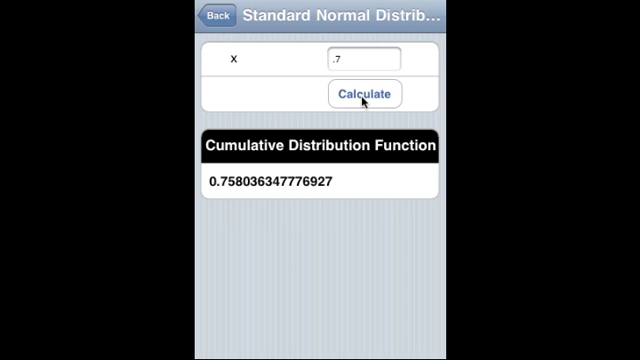 Back Standard Normal Distrib...
x .7
Calculate
Cumulative Distribution Function
0.758036347776927